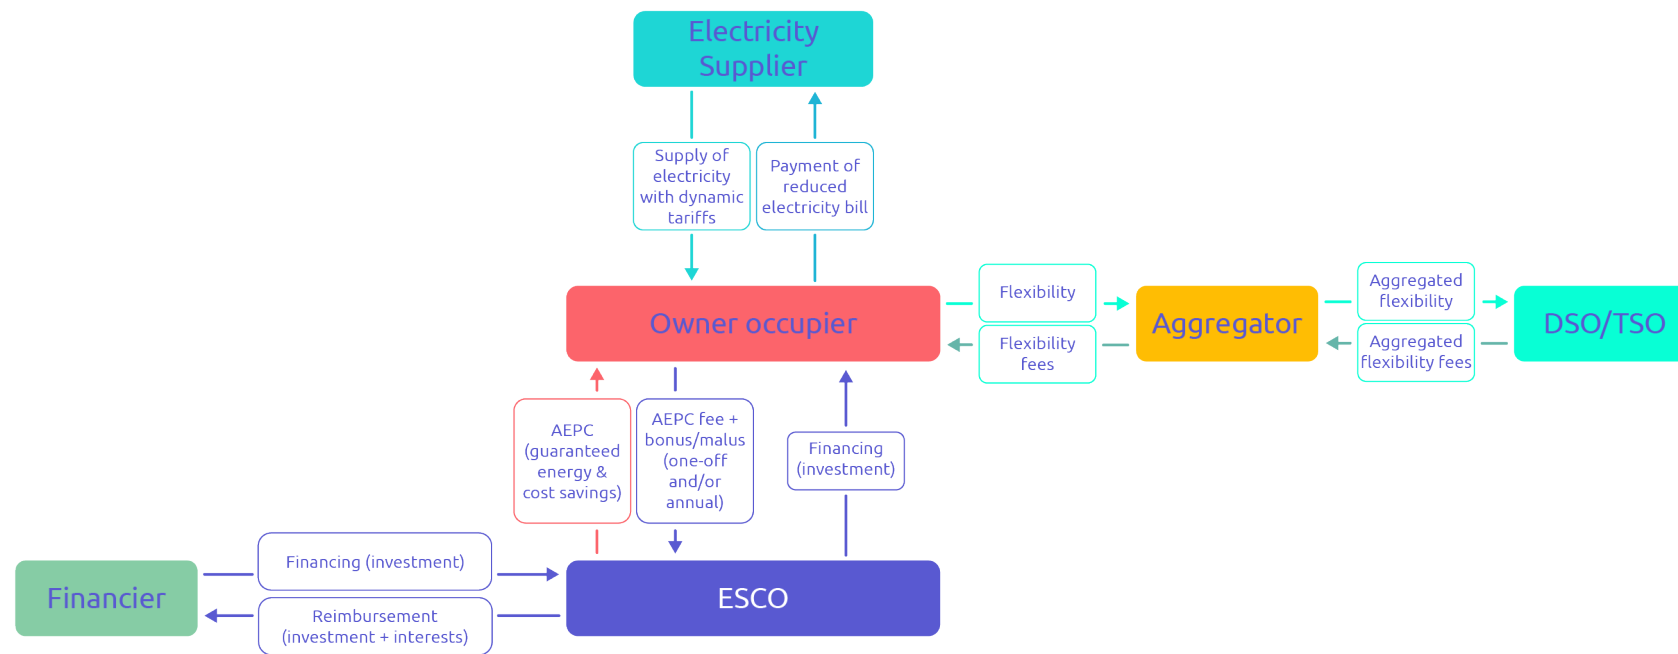 Electricity
Supplier
Supply of
electricity
with dynamic
tariffs
Payment of
reduced
electricity bill
Owner occupier
Flexibility
Flexibility
fees
Aggregator
Aggregated
flexibility
Aggregated
flexibility fees
DSO/TSO
AEPC
(guaranteed
energy &
cost savings)
AEPC fee +
bonus/malus
(one-off
and/or
annual)
Financing
(investment)
Financier
Financing (investment)
Reimbursement
(investment + interests)
ESCO